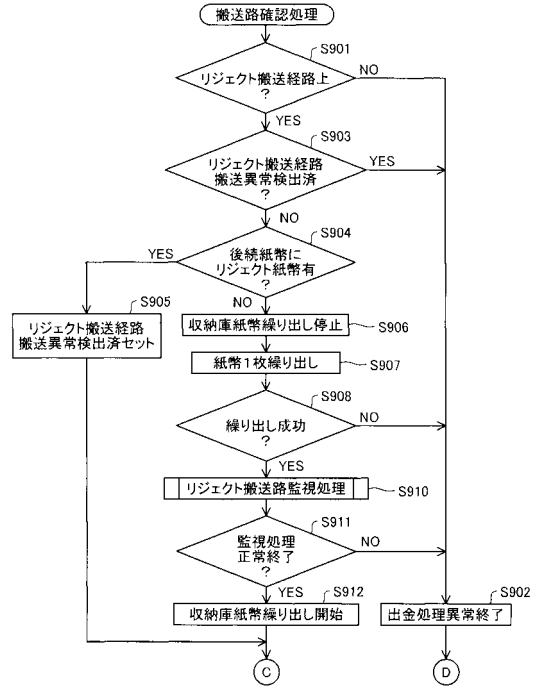 搬送路確認処理
S901
リジェクト搬送経路上
?
NO
YES
S903
リジェクト搬送経路
搬送異常検出済
?
YES
NO
S904
後続紙幣に
リジェクト紙幣有
?
YES
NO
S905
リジェクト搬送経路
搬送異常検出済セット
収納庫紙幣繰り出し停止
S906
紙幣1枚繰り出し
S907
S908
繰り出し成功
?
NO
YES
リジェクト搬送路監視処理
S910
S911
監視処理
正常終了
?
NO
YES
S912
収納庫紙幣繰り出し開始
S902
出金処理異常終了
C
D